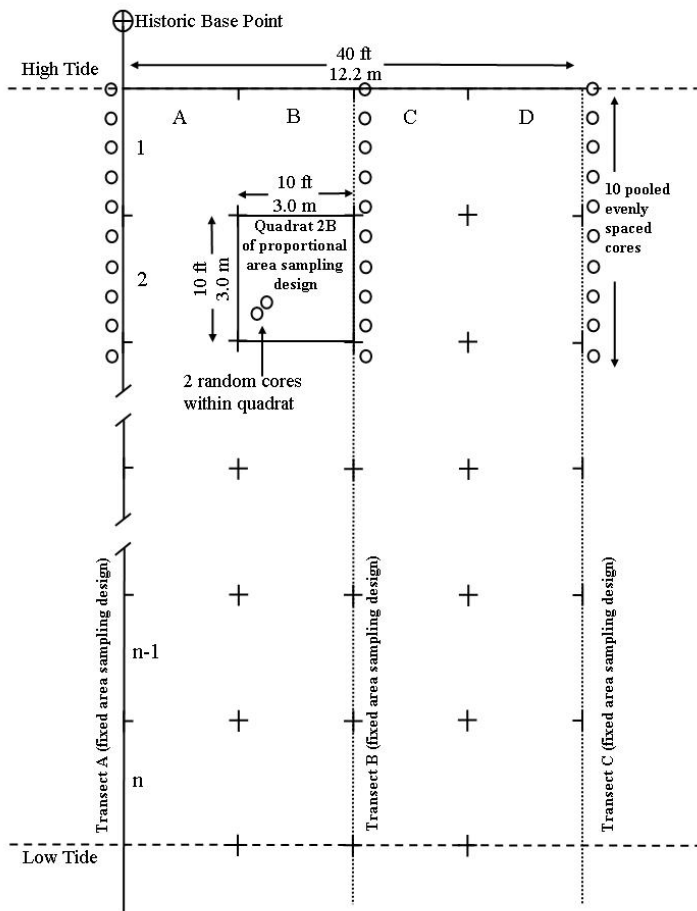 Historic Base Point
40 ft
12.2 m
High Tide
A
B
C
D
1
10 ft
3.0 m
10 pooled
evenly
spaced
cores
2
10 ft
3.0 m
Quadrat 2B
of proportional
area sampling
design
2 random cores
within quadrat
Transect A (fixed area sampling design)
Transect B (fixed area sampling design)
Transect C (fixed area sampling design)
n-1
n
Low Tide